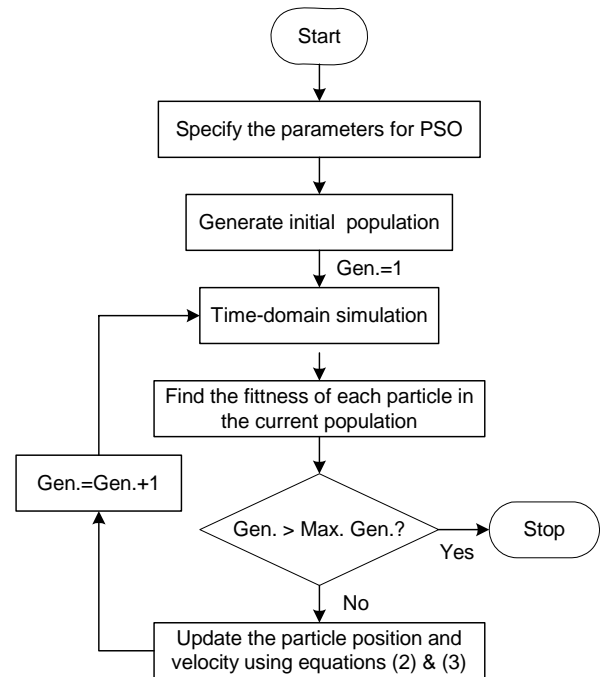 Start
Specify the parameters for PSO
Generate initial population
Gen.=1
Time-domain simulation
Find the fittness of each particle in
the current population
Gen.=Gen.+1
Gen. > Max. Gen.?
Stop
Yes
No
Update the particle position and
velocity using equations (2) & (3)